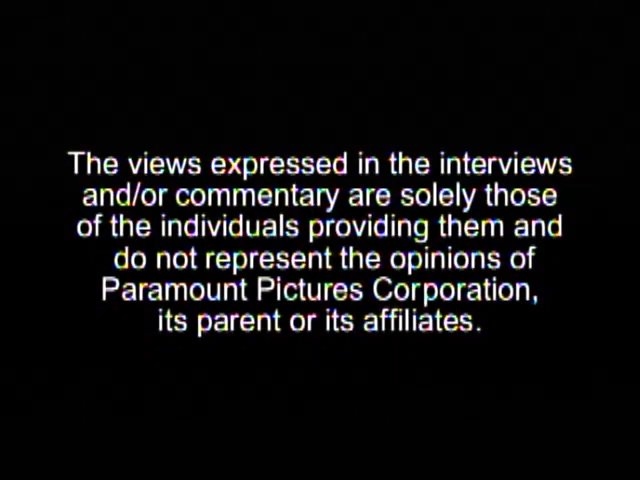 The views expressed in the interviews
and/or commentary are solely those
of the individuals providing them and
do not represent the opinions of
Paramount Pictures Corporation,
its parent or its affiliates.